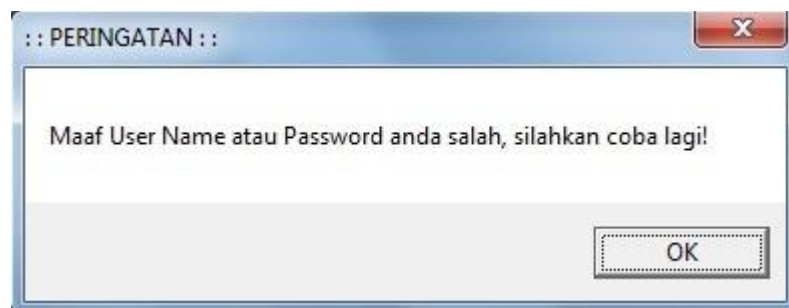 :: PERINGATAN ::
Maaf User Name atau Password anda salah, silahkan coba lagi!
OK